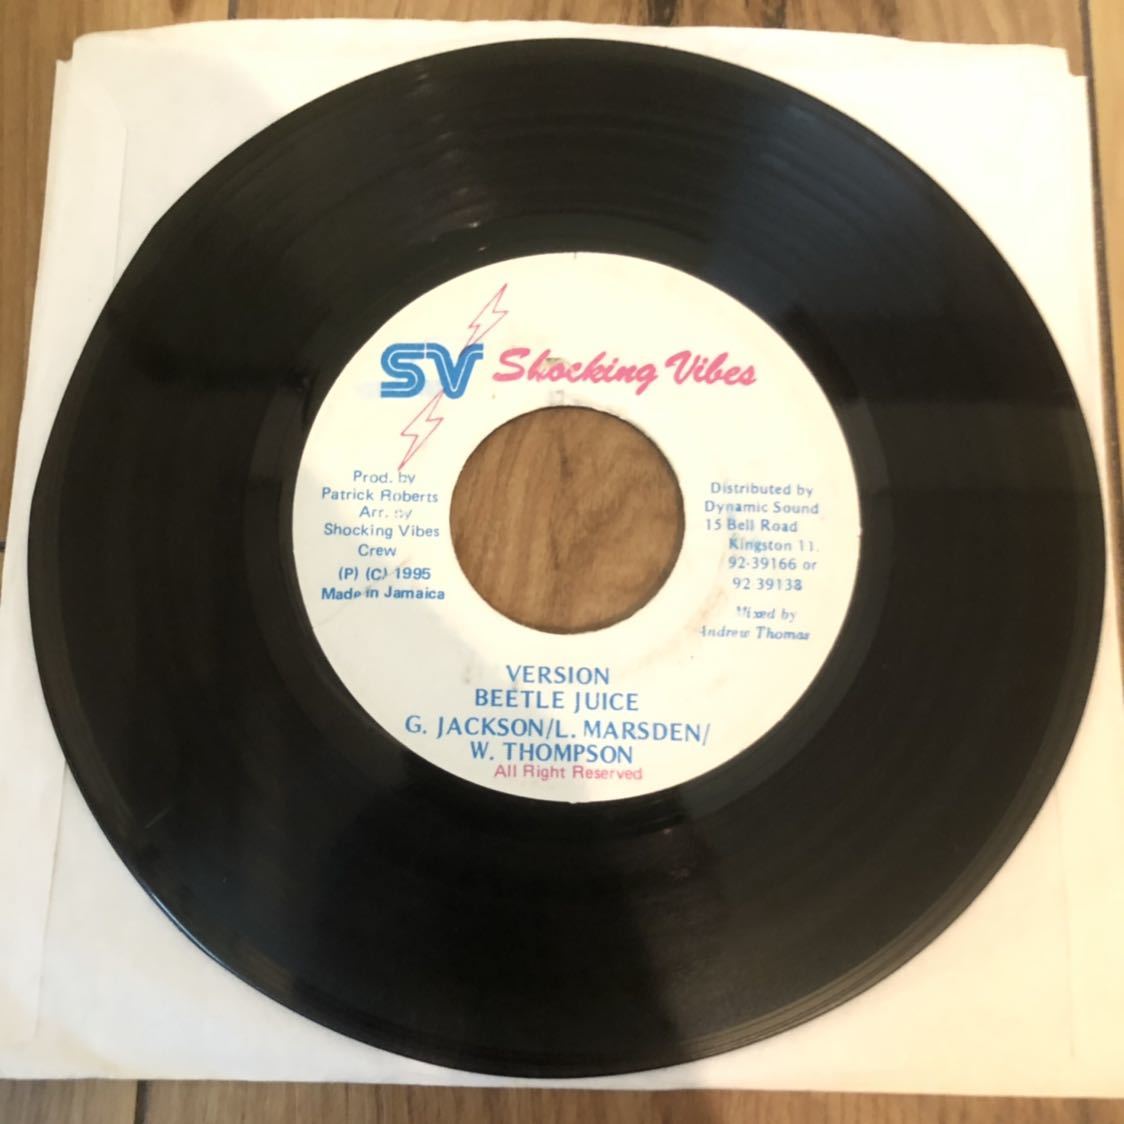 SV Shocking Vibes
Prod. by
Patrick Roberts
Arr. by
Shocking Vibes
Crew
(P) (C) 1995
Made in Jamaica
Distributed by
Dynamic Sound
15 Bell Road
Kingston 11.
92-39166 or
92 39138
Mixed by
Andrew Thomas
VERSION
BEETLE JUICE
G. JACKSON/L. MARSDEN/
W. THOMPSON
All Right Reserved